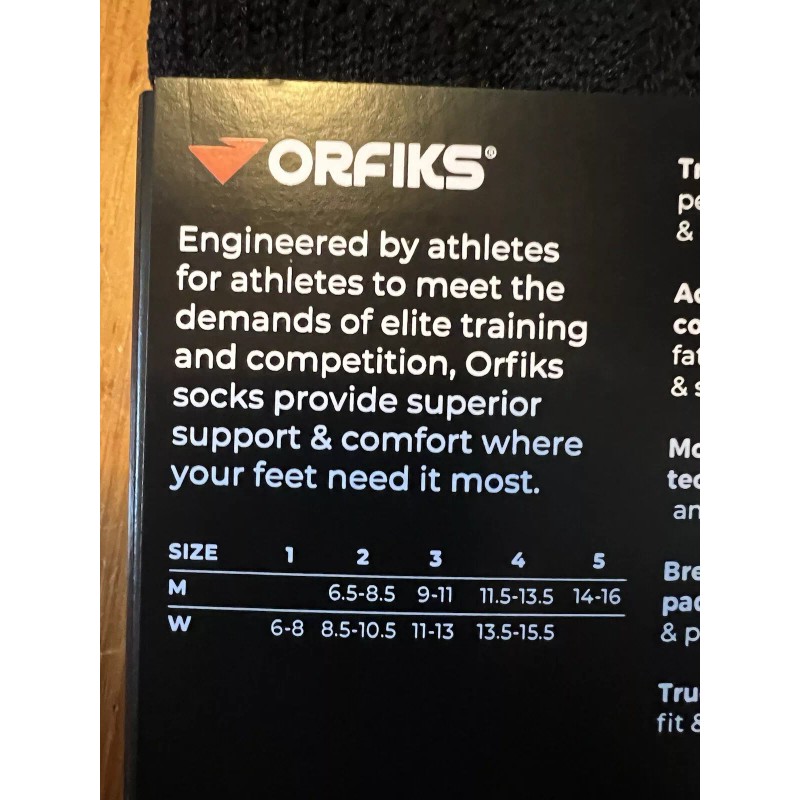 ORFIKS®
Engineered by athletes
for athletes to meet the
demands of elite training
and competition, Orfiks
socks provide superior
support & comfort where
your feet need it most.
SIZE 1 2 3 4 5
M 6.5-8.5 9-11 11.5-13.5 14-16
W 6-8 8.5-10.5 11-13 13.5-15.5
&
&
&
fit &